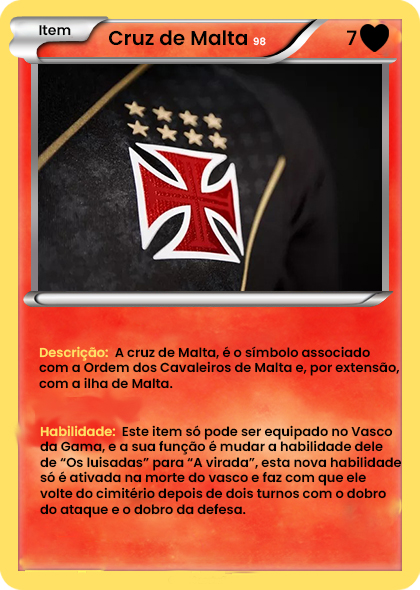 Item
Cruz de Malta 98
7
Descrição: A cruz de Malta, é o símbolo associado
com a Ordem dos Cavaleiros de Malta e, por extensão,
com a ilha de Malta.
Habilidade: Este item só pode ser equipado no Vasco
da Gama, e a sua função é mudar a habilidade dele
de “Os luisadas” para “A virada”, esta nova habilidade
só é ativada na morte do vasco e faz com que ele
volte do cimitério depois de dois turnos com o dobro
do ataque e o dobro da defesa.